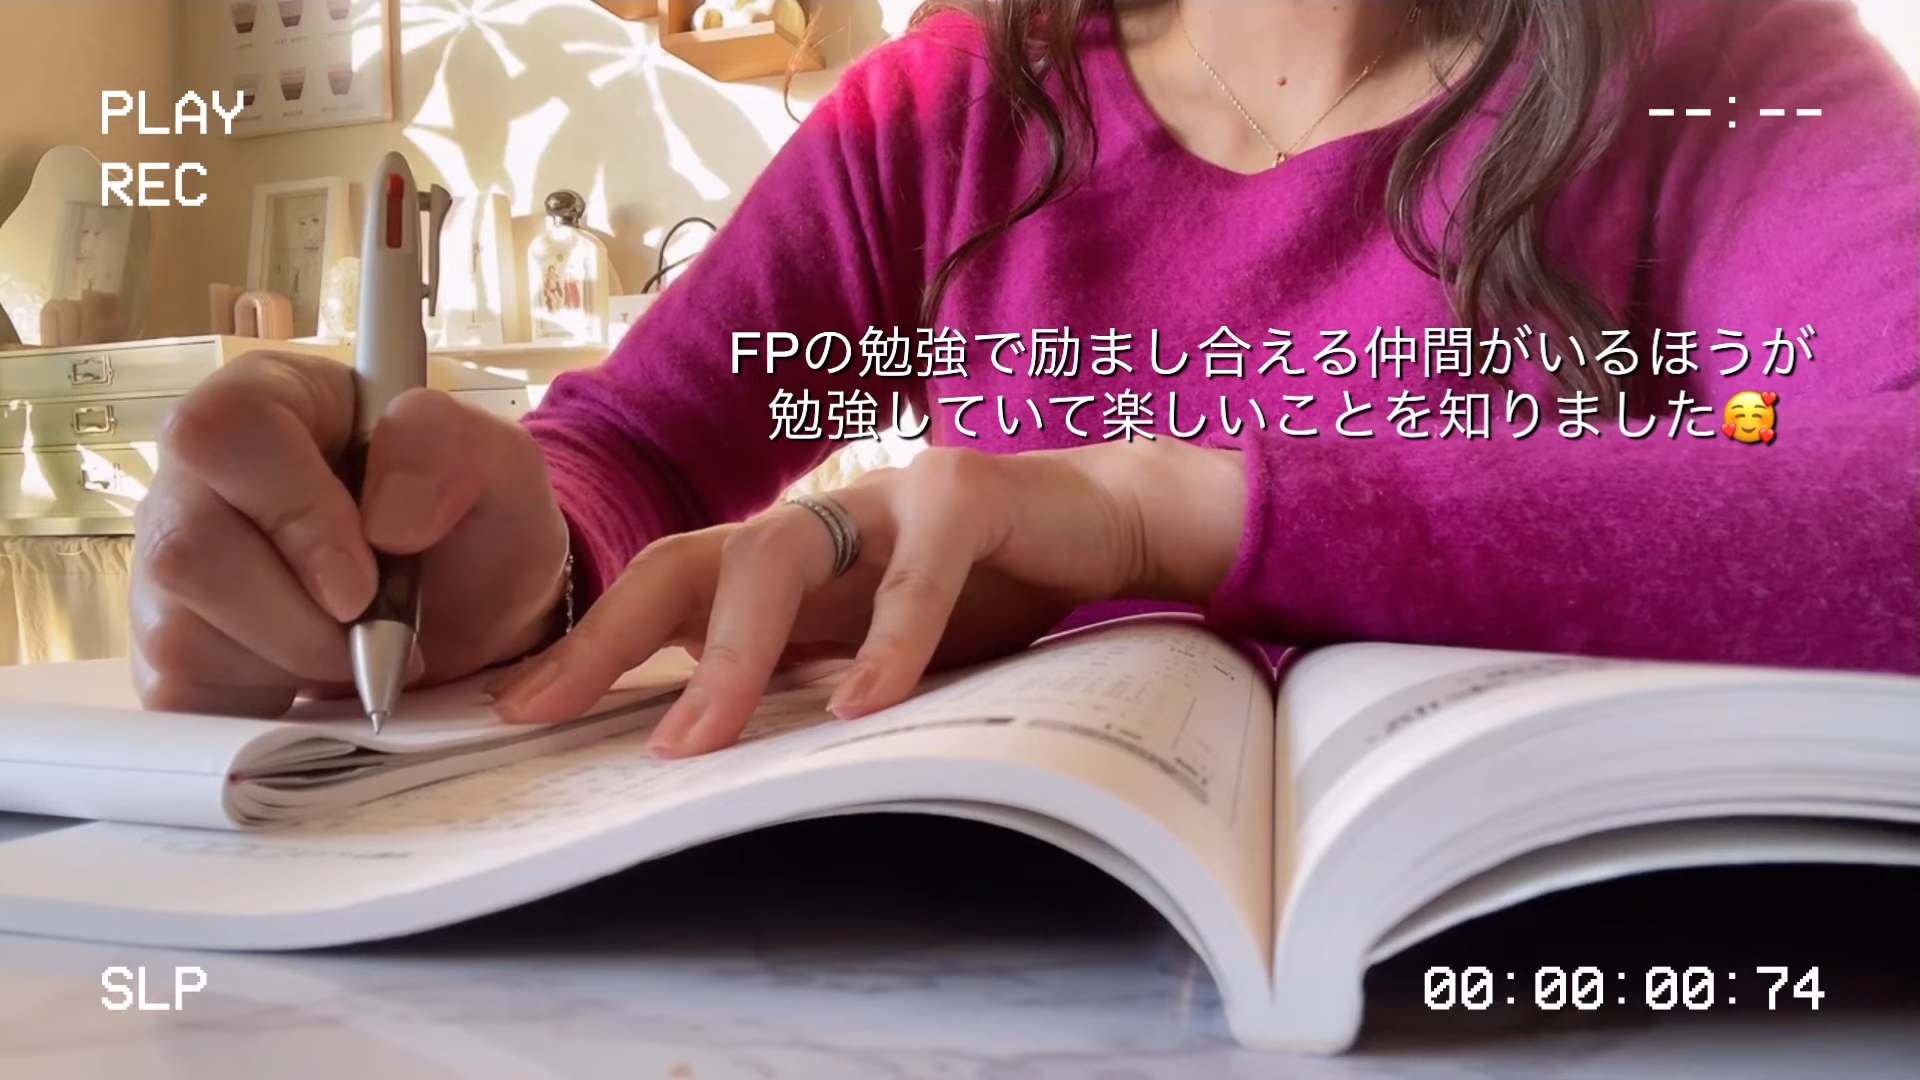 PLAY
--:--
REC
FPの勉強で励まし合える仲間がいるほうが
勉強していて楽しいことを知りました🥰
SLP
00:00:00:74